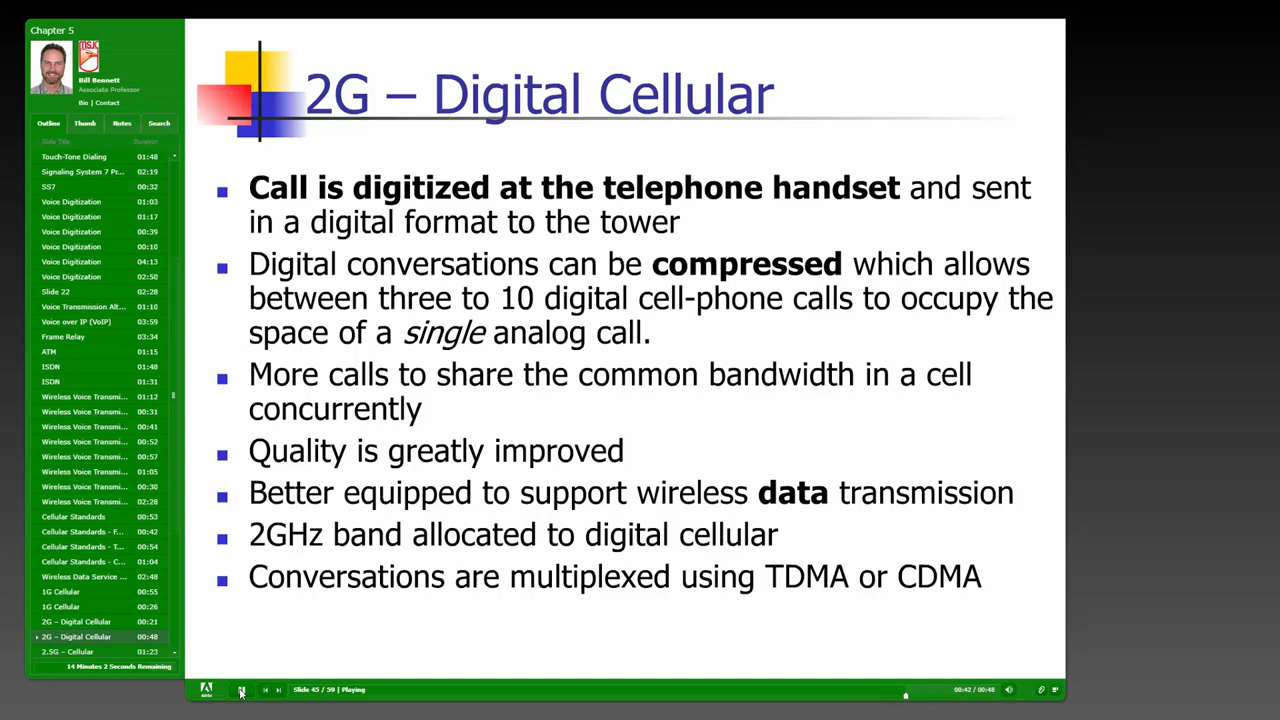 Chapter 5
Bill Bennett
Associate Professor
Bio | Contact
Outline Thumb Notes Search
Slide Title Duration
Touch-Tone Dialing 01:48
Signaling System 7 Pr... 02:19
SS7 00:32
Voice Digitization 01:03
Voice Digitization 01:17
Voice Digitization 00:39
Voice Digitization 00:10
Voice Digitization 04:13
Voice Digitization 02:50
Slide 22 02:28
Voice Transmission Alt... 01:10
Voice over IP (VoIP) 03:59
Frame Relay 03:34
ATM 01:15
ISDN 01:48
ISDN 01:31
Wireless Voice Transmi... 01:12
Wireless Voice Transmi... 00:31
Wireless Voice Transmi... 00:41
Wireless Voice Transmi... 00:52
Wireless Voice Transmi... 00:57
Wireless Voice Transmi... 01:05
Wireless Voice Transmi... 00:30
Wireless Voice Transmi... 02:28
Cellular Standards 00:53
Cellular Standards - F... 00:42
Cellular Standards - T... 00:54
Cellular Standards - C... 01:04
Wireless Data Service ... 02:48
1G Cellular 00:55
1G Cellular 00:26
2G – Digital Cellular 00:21
2G – Digital Cellular 00:48
2.5G – Cellular 01:23
14 Minutes 2 Seconds Remaining
2G – Digital Cellular
Call is digitized at the telephone handset and sent
in a digital format to the tower
Digital conversations can be compressed which allows
between three to 10 digital cell-phone calls to occupy the
space of a single analog call.
More calls to share the common bandwidth in a cell
concurrently
Quality is greatly improved
Better equipped to support wireless data transmission
2GHz band allocated to digital cellular
Conversations are multiplexed using TDMA or CDMA
Slide 45 / 59 | Playing
00:42 / 00:48